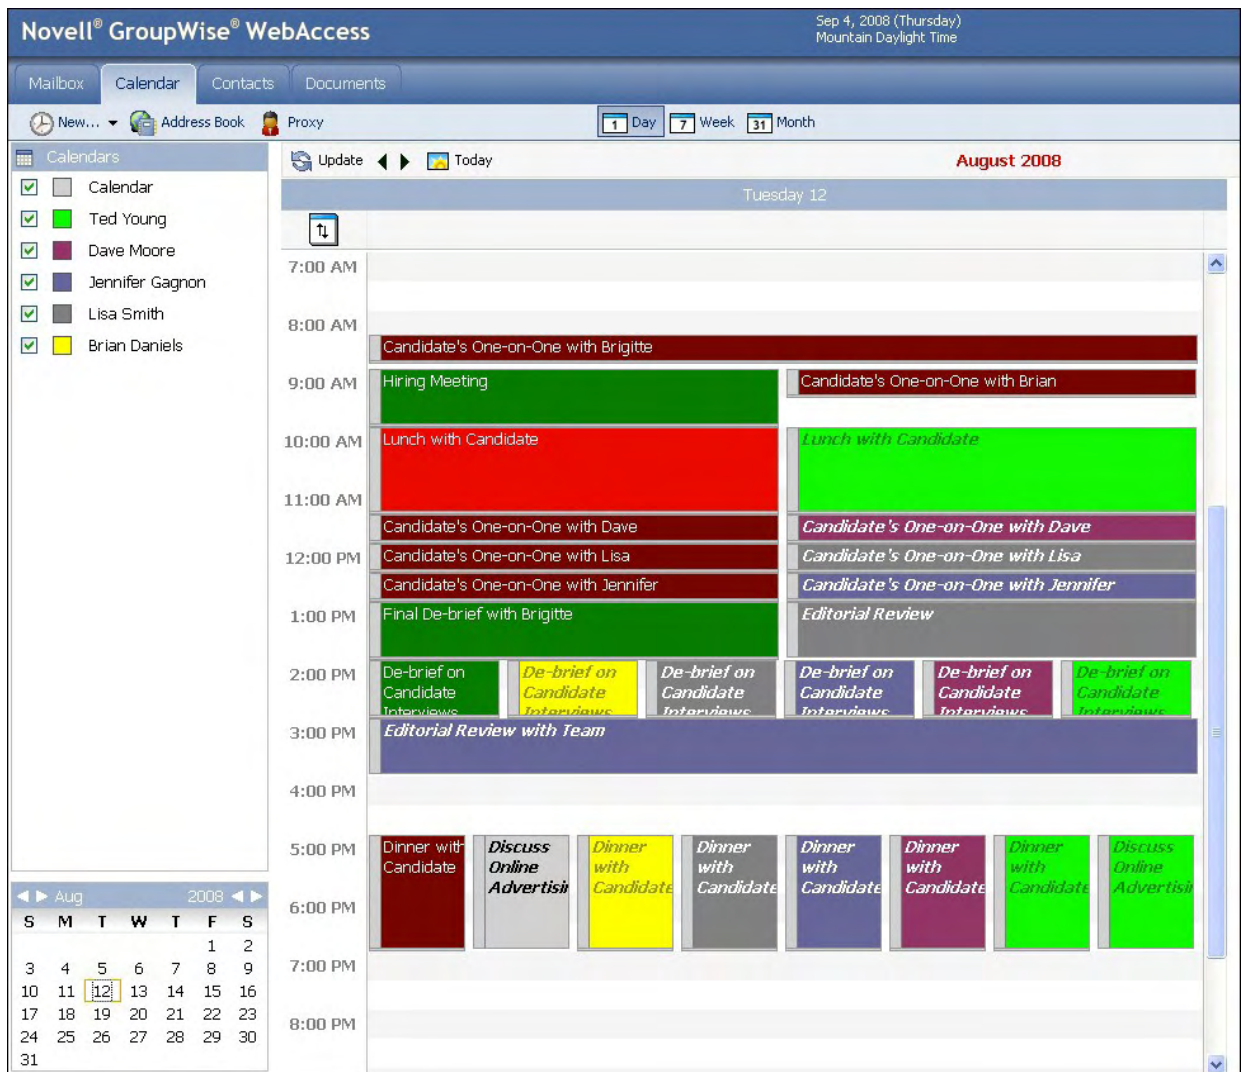 Novell® GroupWise® WebAccess
Sep 4, 2008 (Thursday)
Mountain Daylight Time
Mailbox Calendar Contacts Documents
New... Address Book Proxy 1 Day 7 Week 31 Month
Calendars
Calendar
Ted Young
Dave Moore
Jennifer Gagnon
Lisa Smith
Brian Daniels
Update Today August 2008
Tuesday 12
7:00 AM
8:00 AM
Candidate's One-on-One with Brigitte
9:00 AM Hiring Meeting Candidate's One-on-One with Brian
10:00 AM Lunch with Candidate Lunch with Candidate
11:00 AM
Candidate's One-on-One with Dave Candidate's One-on-One with Dave
12:00 PM Candidate's One-on-One with Lisa Candidate's One-on-One with Lisa
Candidate's One-on-One with Jennifer Candidate's One-on-One with Jennifer
1:00 PM Final De-brief with Brigitte Editorial Review
2:00 PM De-brief on De-brief on De-brief on De-brief on De-brief on De-brief on
Candidate Candidate Candidate Candidate Candidate Candidate
Interviews Interviews Interviews Interviews Interviews Interviews
3:00 PM Editorial Review with Team
4:00 PM
5:00 PM Dinner with Discuss Dinner Dinner Dinner Dinner Dinner Discuss
Candidate Online with with with with with Online
Advertisin Candidate Candidate Candidate Candidate Candidate Advertisin
6:00 PM
7:00 PM
8:00 PM
Aug 2008
S M T W T F S
1 2
3 4 5 6 7 8 9
10 11 12 13 14 15 16
17 18 19 20 21 22 23
24 25 26 27 28 29 30
31